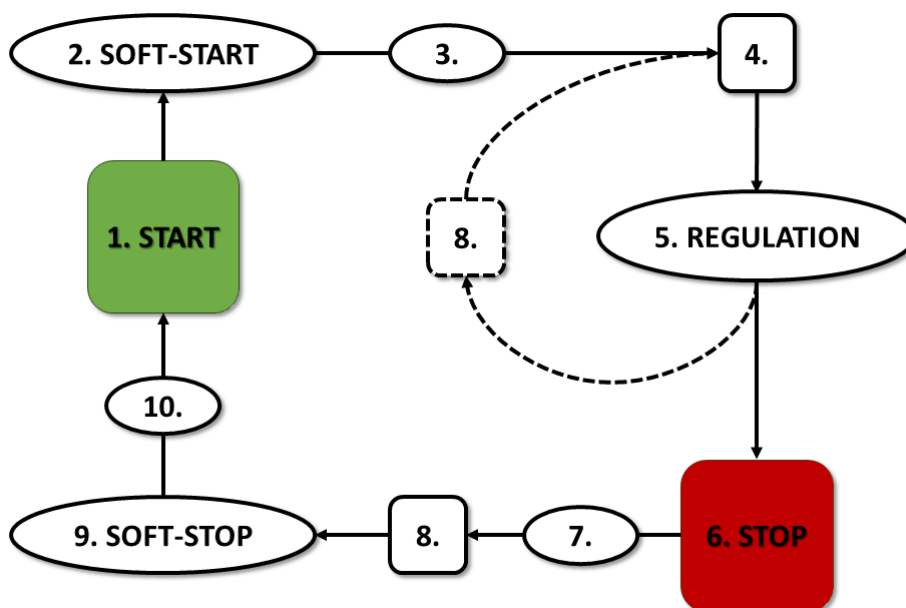 2. SOFT-START
3.
4.
1. START
8.
5. REGULATION
10.
9. SOFT-STOP
8.
7.
6. STOP